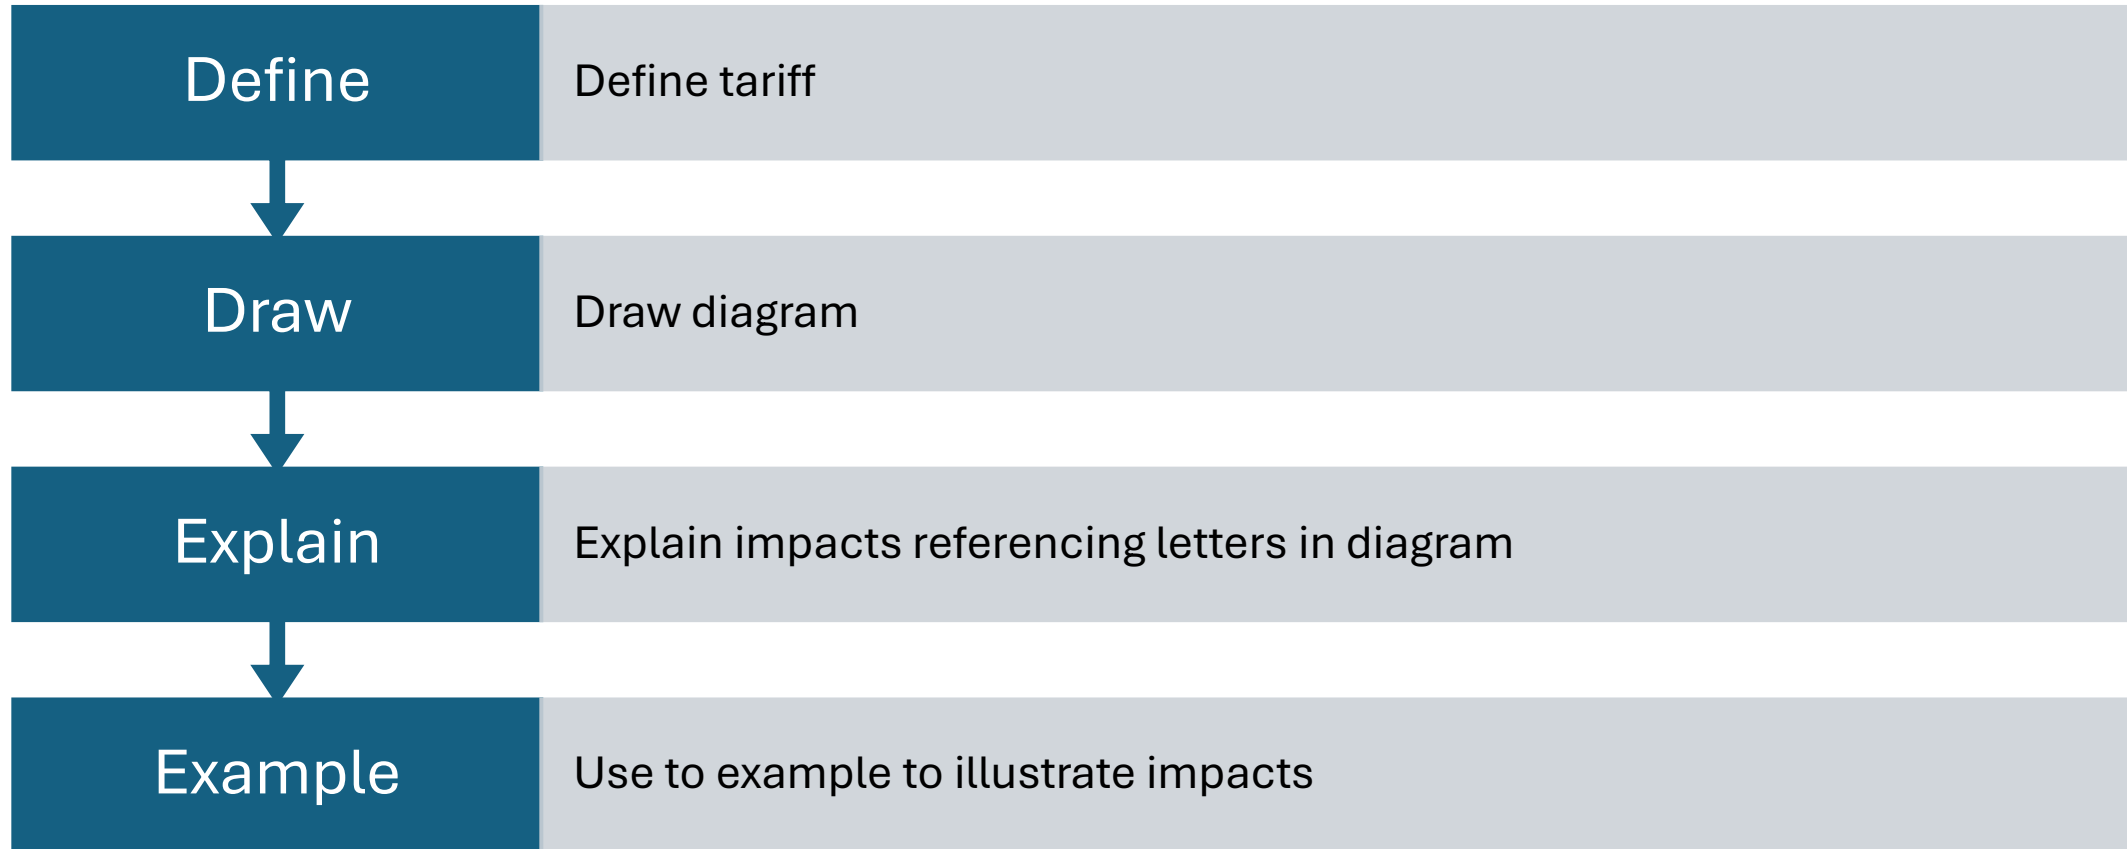 Define
Define tariff
Draw
Draw diagram
Explain
Explain impacts referencing letters in diagram
Example
Use to example to illustrate impacts